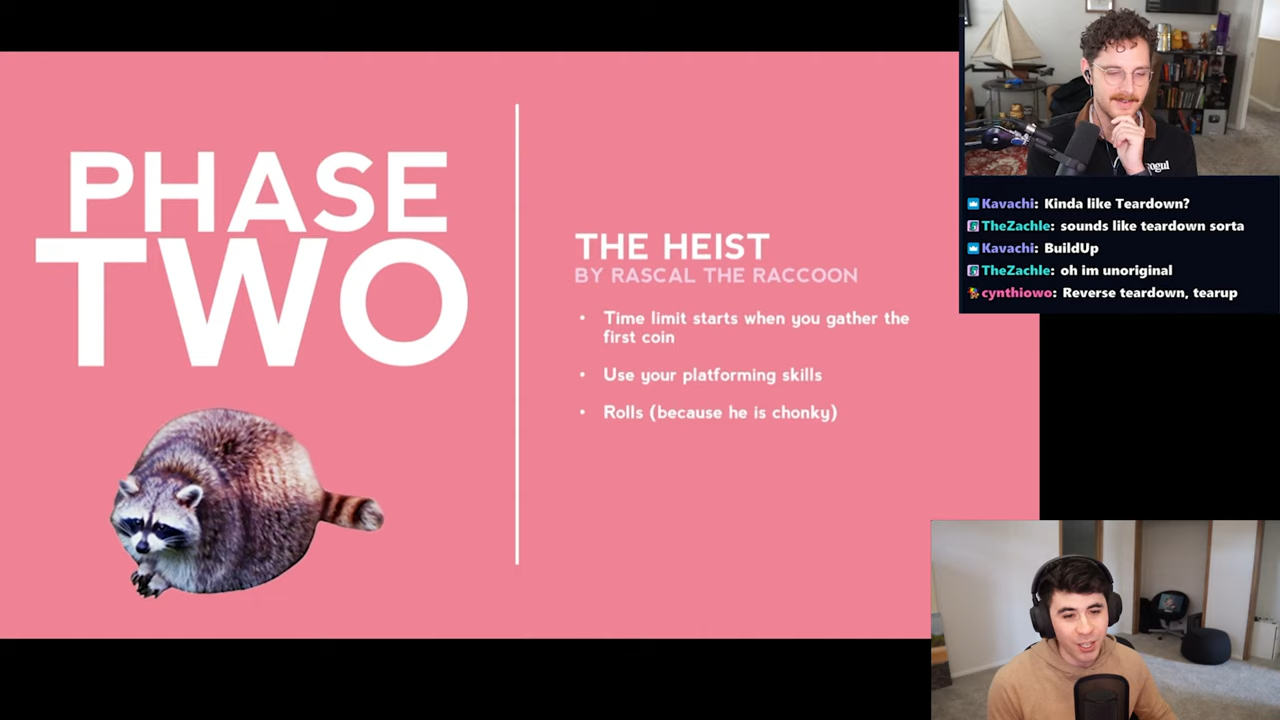 PHASE
TWO
THE HEIST
BY RASCAL THE RACCOON
• Time limit starts when you gather the
first coin
• Use your platforming skills
• Rolls (because he is chonky)
ogul
Kavachi: Kinda like Teardown?
TheZachle: sounds like teardown sorta
Kavachi: BuildUp
TheZachle: oh im unoriginal
cynthiowo: Reverse teardown, tearup